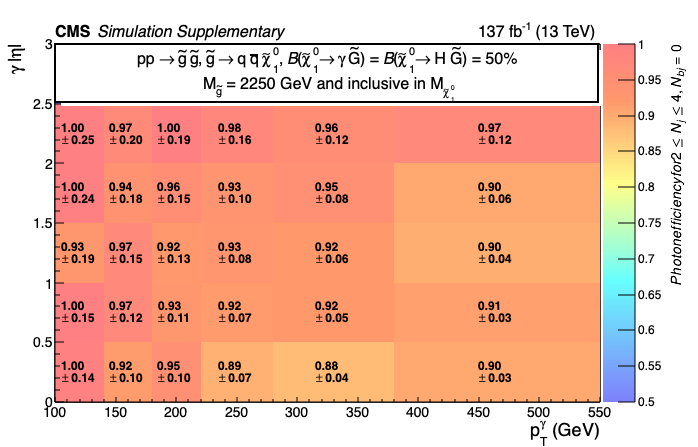 CMS Simulation Supplementary 137 fb⁻¹ (13 TeV)
γ |η|
pp → g̃ g̃, g̃ → q q̄ χ̃⁰₁, B(χ̃⁰₁ → γ G̃) = B(χ̃⁰₁ → H G̃) = 50%
M_g̃ = 2250 GeV and inclusive in M_χ̃⁰₁
3
2.5
2
1.5
1
0.5
0
1.00 0.97 1.00 0.98 0.96 0.97
± 0.25 ± 0.20 ± 0.19 ± 0.16 ± 0.12 ± 0.12
1.00 0.94 0.96 0.93 0.95 0.90
± 0.24 ± 0.18 ± 0.15 ± 0.10 ± 0.08 ± 0.06
0.93 0.97 0.92 0.93 0.92 0.90
± 0.19 ± 0.15 ± 0.13 ± 0.08 ± 0.06 ± 0.04
1.00 0.97 0.93 0.92 0.92 0.91
± 0.15 ± 0.12 ± 0.11 ± 0.07 ± 0.05 ± 0.03
1.00 0.92 0.95 0.89 0.88 0.90
± 0.14 ± 0.10 ± 0.10 ± 0.07 ± 0.04 ± 0.03
100 150 200 250 300 350 400 450 500 550
p_T^γ (GeV)
1
0.95
0.9
0.85
0.8
0.75
0.7
0.65
0.6
0.55
0.5
Photonefficiencyfor2 ≤ N_j ≤ 4, N_bj = 0